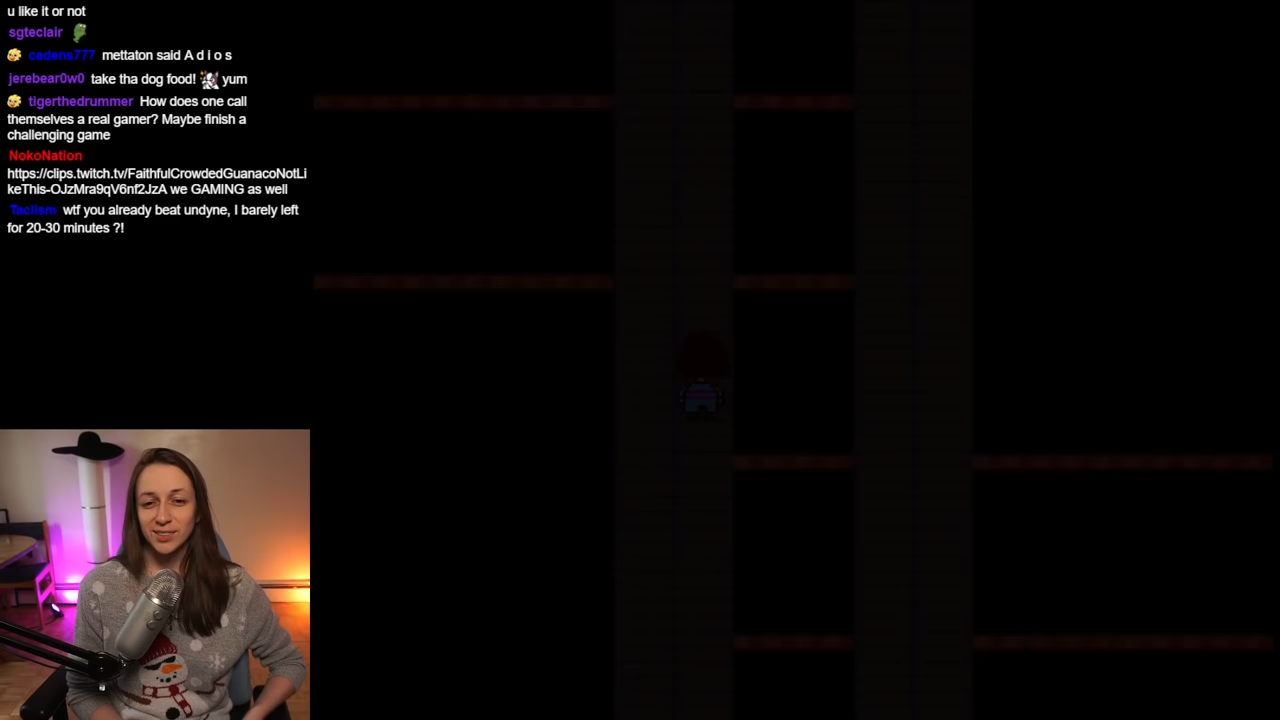 u like it or not
sgteclair
cadens777 mettaton said A d i o s
jerebear0w0 take tha dog food! yum
tigerthedrummer How does one call
themselves a real gamer? Maybe finish a
challenging game
NokoNation
https://clips.twitch.tv/FaithfulCrowdedGuanacoNotLi
keThis-OJzMra9qV6nf2JzA we GAMING as well
Taclism wtf you already beat undyne, I barely left
for 20-30 minutes ?!